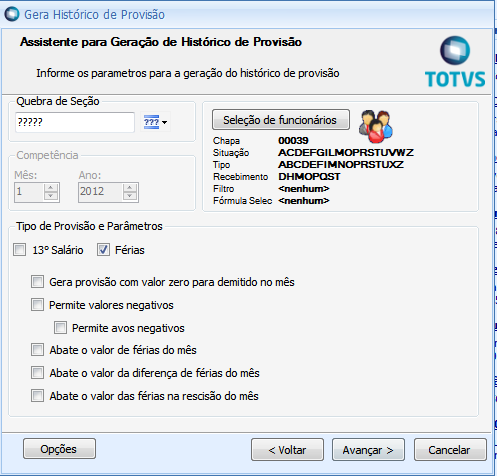 Gera Histórico de Provisão
Assistente para Geração de Histórico de Provisão
Informe os parametros para a geração do histórico de provisão
TOTVS
Quebra de Seção
?????
???
Competência
Mês:
Ano:
1
2012
Seleção de funcionários
Chapa 00039
Situação ACDEFGILMOPRSTUVWZ
Tipo ABCDEFIMNOPRSTUXZ
Recebimento DHMOPQST
Filtro <nenhum>
Fórmula Selec <nenhum>
Tipo de Provisão e Parâmetros
13º Salário
Férias
Gera provisão com valor zero para demitido no mês
Permite valores negativos
Permite avos negativos
Abate o valor de férias do mês
Abate o valor da diferença de férias do mês
Abate o valor das férias na rescisão do mês
Opções
< Voltar
Avançar >
Cancelar